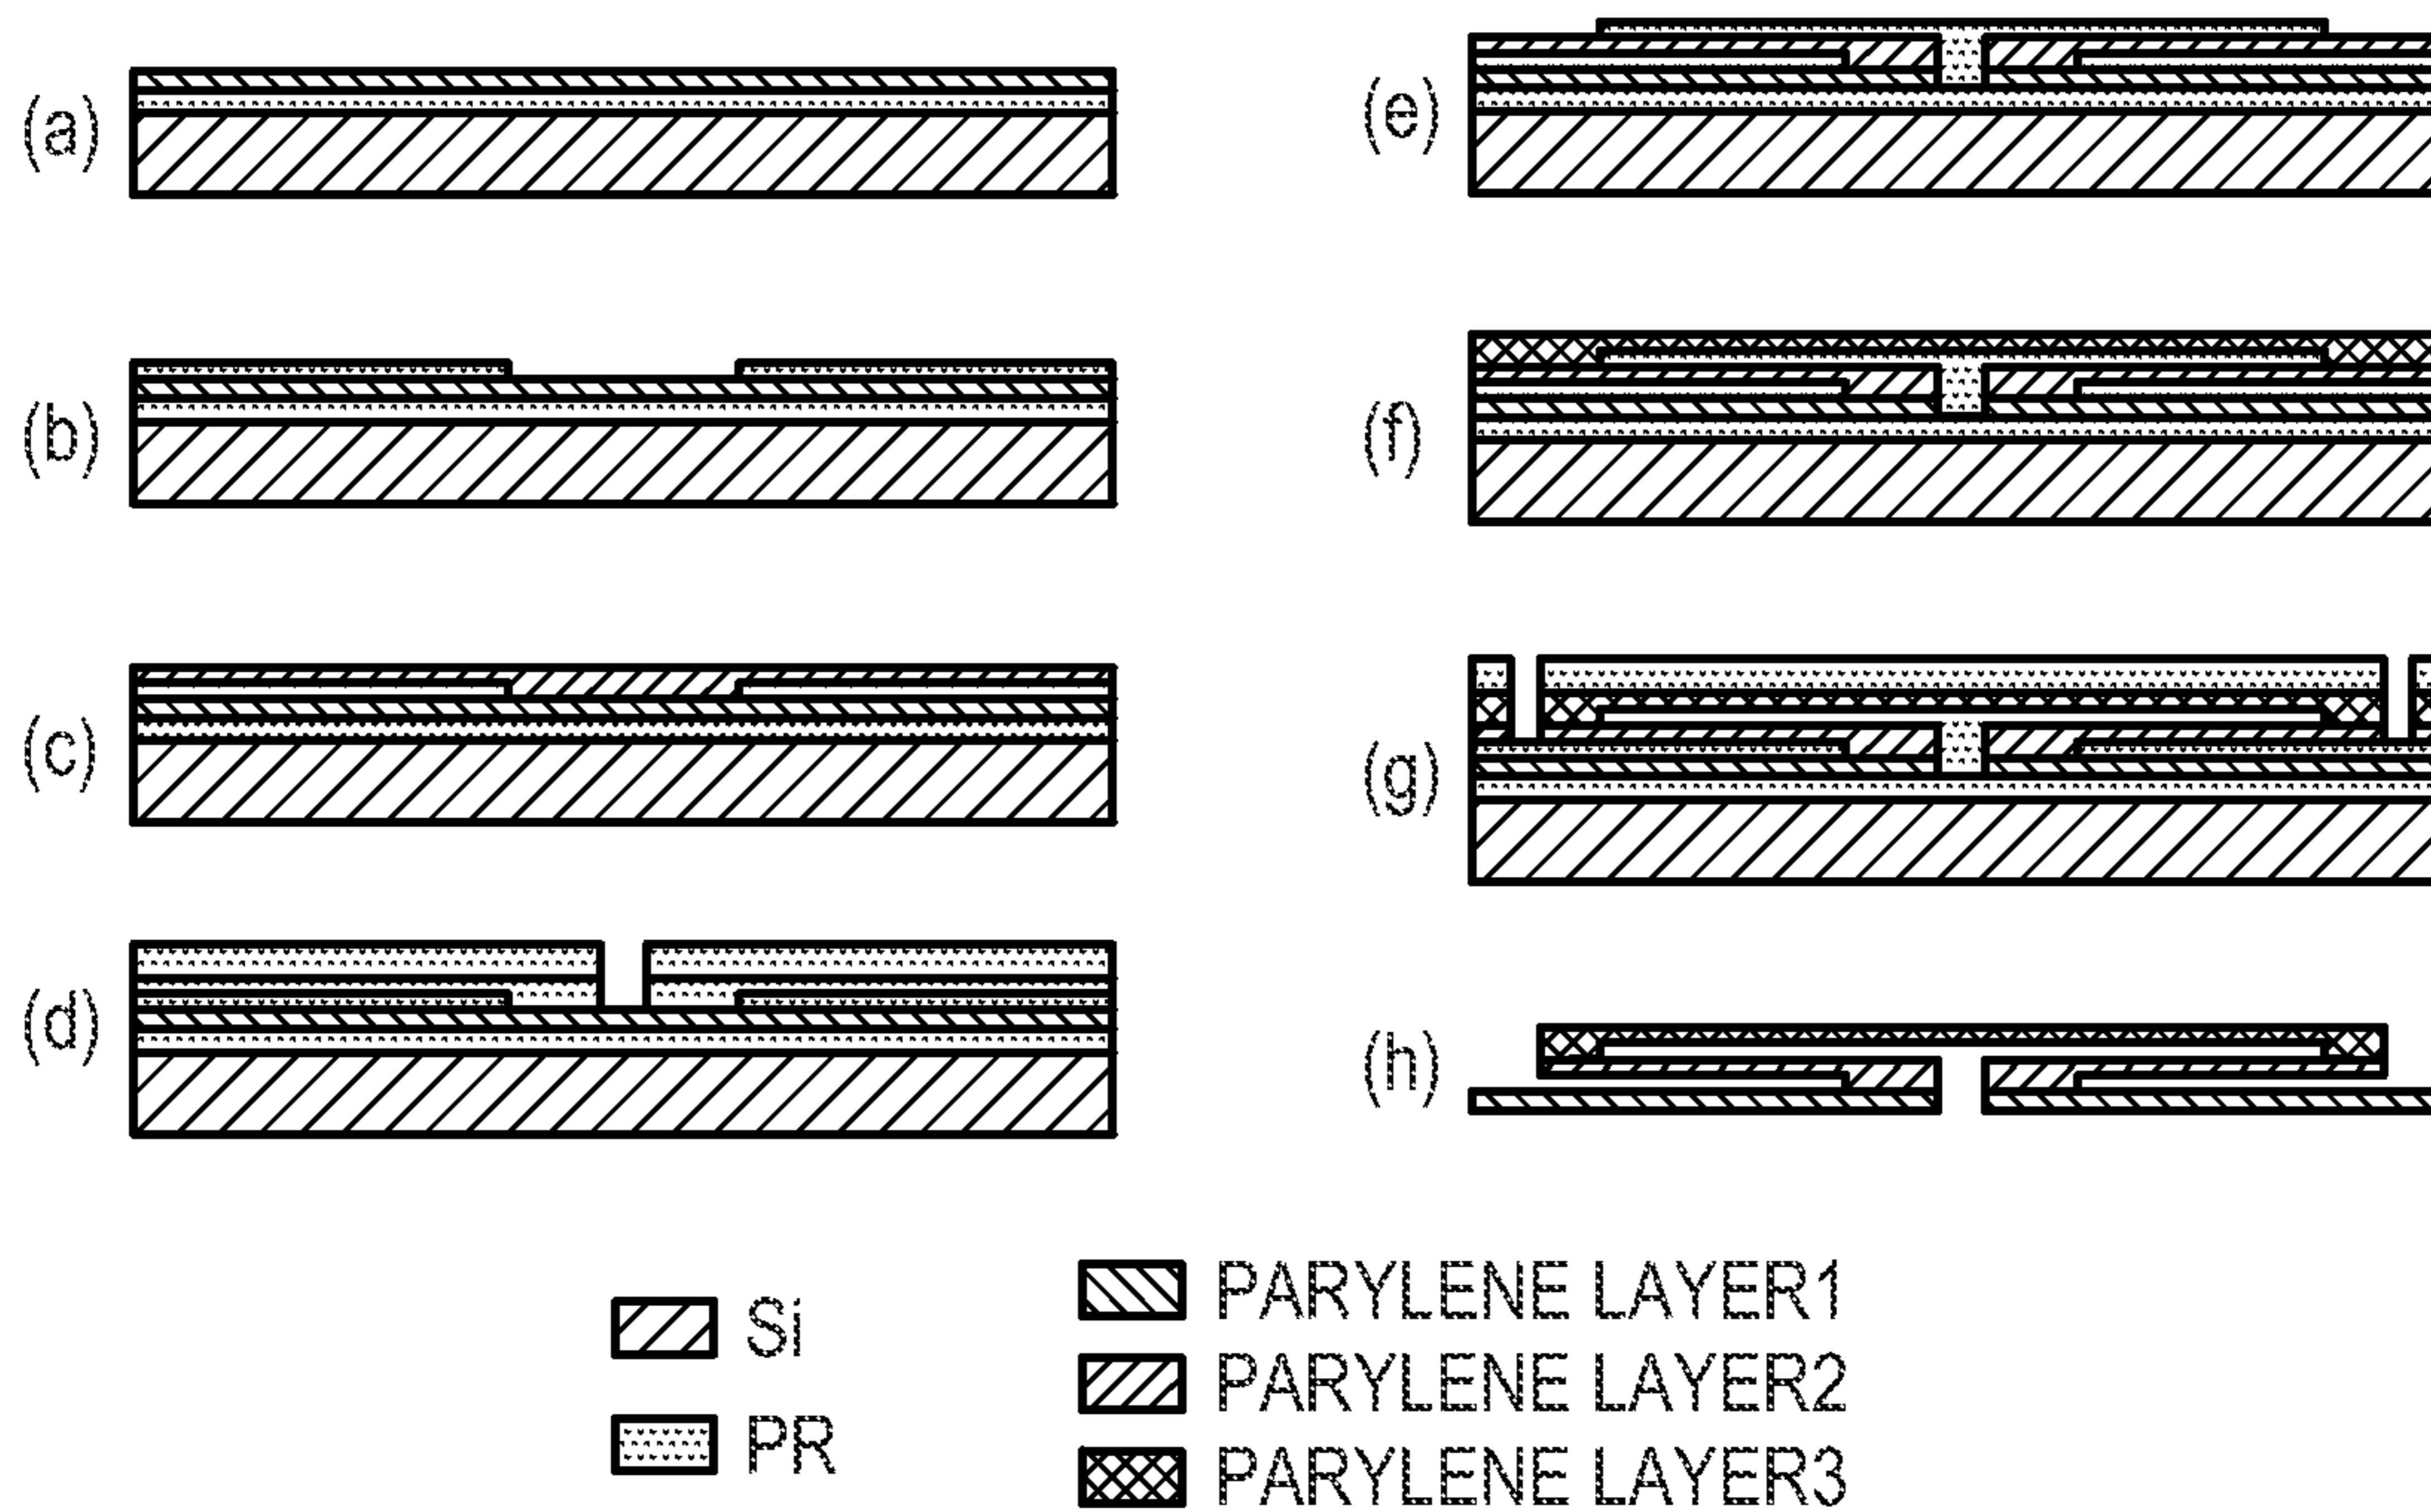 (a)
(b)
(c)
(d)
(e)
(f)
(g)
(h)
Si
PR
PARYLENE LAYER1
PARYLENE LAYER2
PARYLENE LAYER3